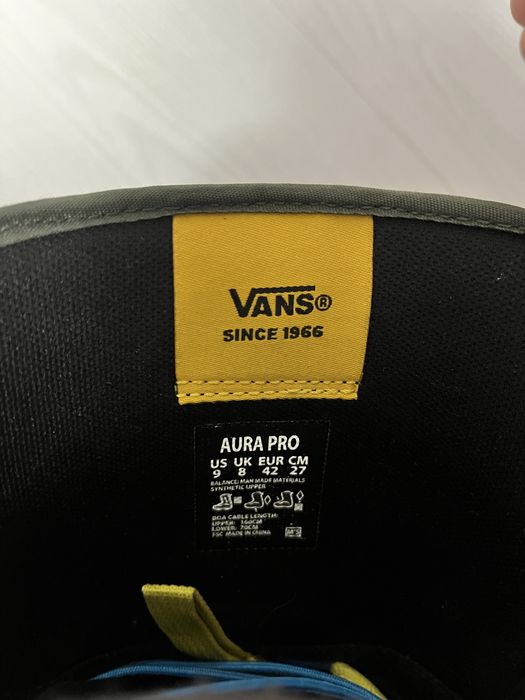 VANS®
SINCE 1966
AURA PRO
US UK EUR CM
9 8 42 27
BALANCE: MAN MADE MATERIALS
SYNTHETIC UPPER
BOA CABLE LENGTH:
UPPER: 160CM
LOWER: 70CM
FSC MADE IN CHINA
M'S